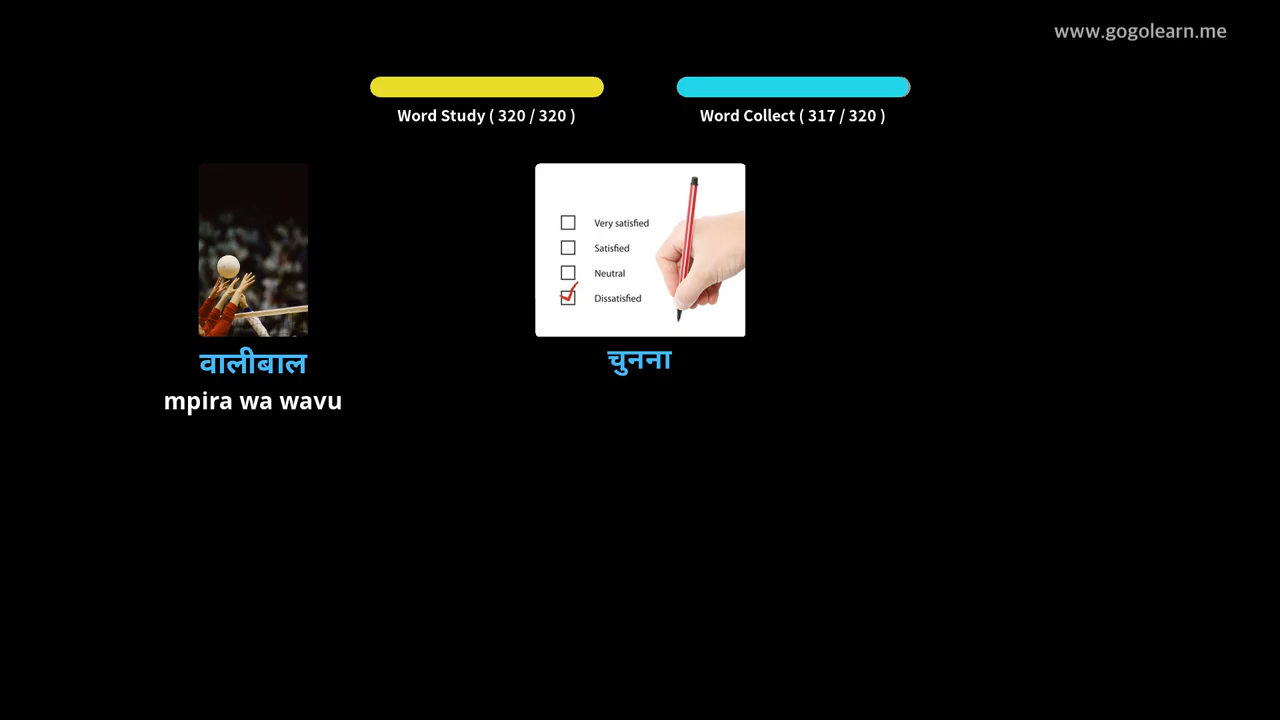 www.gogolearn.me
Word Study ( 320 / 320 )
Word Collect ( 317 / 320 )
Very satisfied
Satisfied
Neutral
Dissatisfied
वालीबाल
चुनना
mpira wa wavu